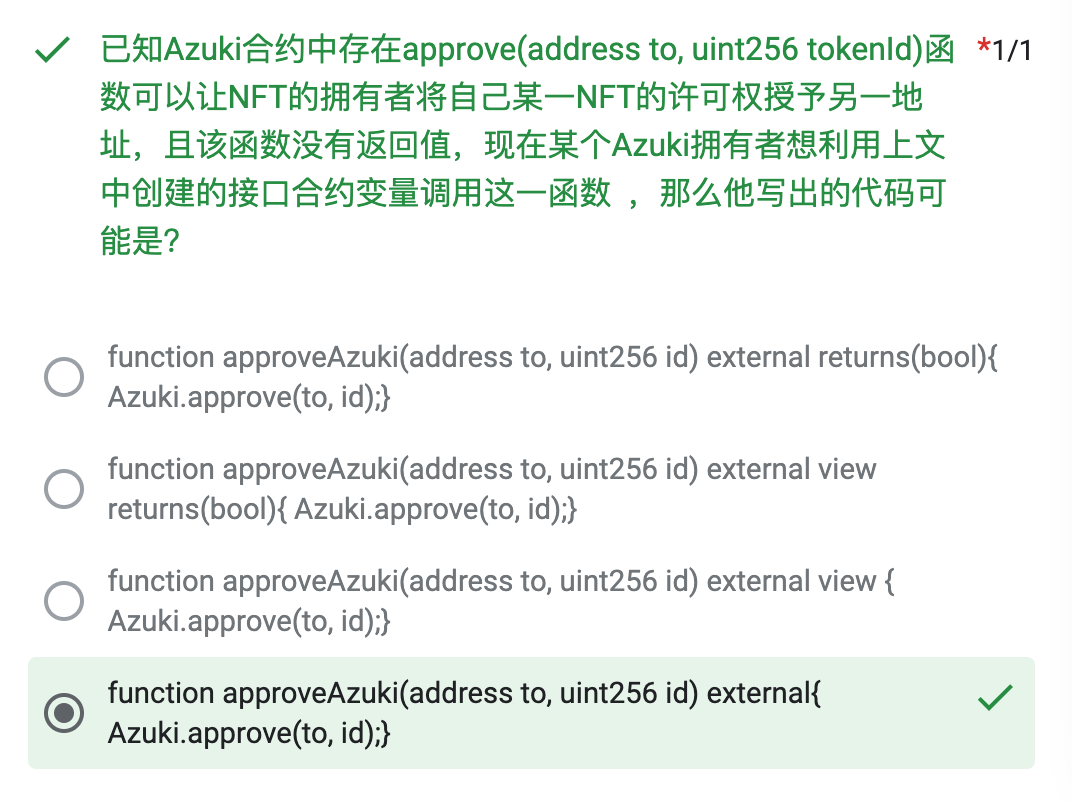 已知Azuki合约中存在approve(address to, uint256 tokenId)函 *1/1
数可以让NFT的拥有者将自己某一NFT的许可权授予另一地
址，且该函数没有返回值，现在某个Azuki拥有者想利用上文
中创建的接口合约变量调用这一函数 ，那么他写出的代码可
能是?
function approveAzuki(address to, uint256 id) external returns(bool){
Azuki.approve(to, id);}
function approveAzuki(address to, uint256 id) external view
returns(bool){ Azuki.approve(to, id);}
function approveAzuki(address to, uint256 id) external view {
Azuki.approve(to, id);}
function approveAzuki(address to, uint256 id) external{
Azuki.approve(to, id);}